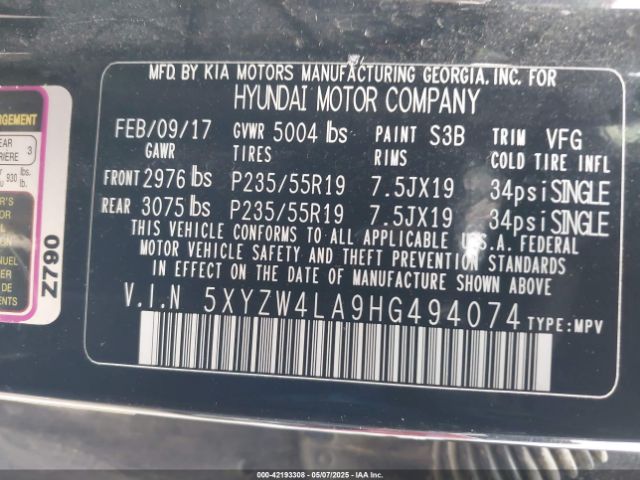 MFD. BY KIA MOTORS MANUFACTURING GEORGIA. INC. FOR
HYUNDAI MOTOR COMPANY
FEB/09/17 GVWR 5004 lbs PAINT S3B TRIM VFG
GAWR TIRES RIMS COLD TIRE INFL
FRONT 2976 lbs P235/55R19 7.5JX19 34psi SINGLE
REAR 3075 lbs P235/55R19 7.5JX19 34psi SINGLE
THIS VEHICLE CONFORMS TO ALL APPLICABLE U.S.A. FEDERAL
MOTOR VEHICLE SAFETY AND THEFT PREVENTION STANDARDS
IN EFFECT ON THE DATE OF MANUFACTURE SHOWN ABOVE
V.I.N 5XYZW4LA9HG494074 TYPE:MPV
3
930 lbs.
Z790
00-42193308 - 05/07/2025 - © IAA Inc.